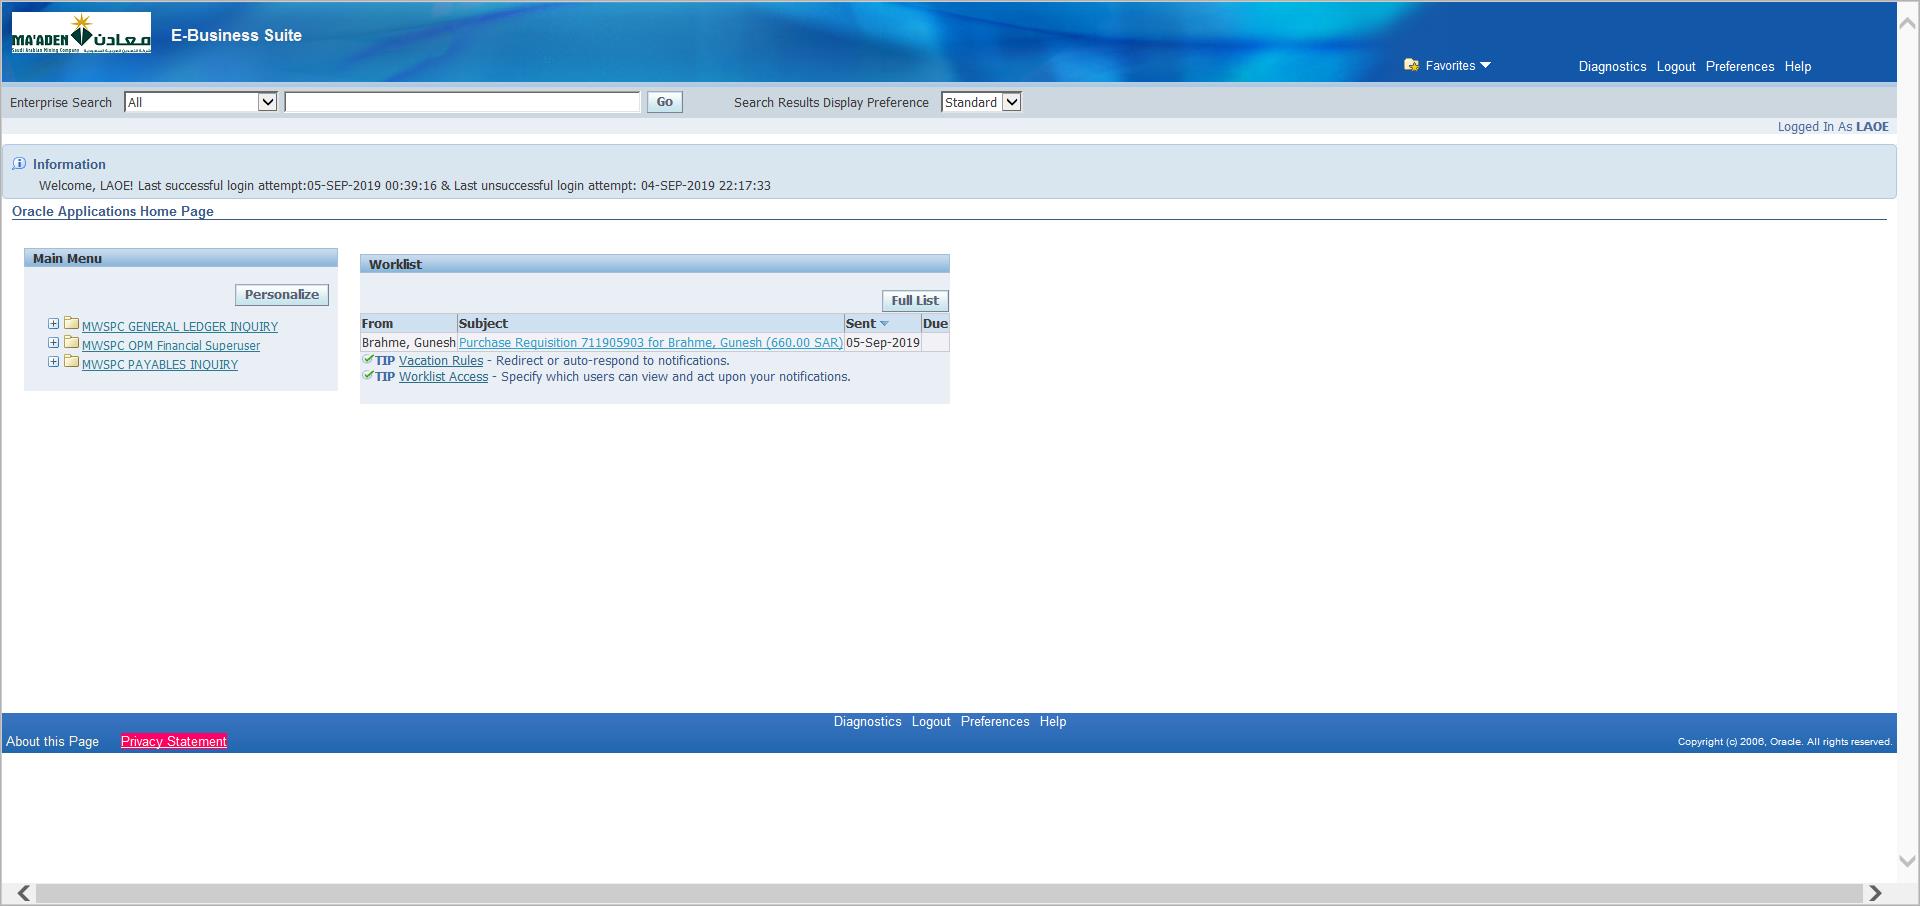 MA'ADEN معادن
Saudi Arabian Mining Company
E-Business Suite
Favorites
Diagnostics Logout Preferences Help
Enterprise Search All Go Search Results Display Preference Standard
Logged In As LAOE
Information
Welcome, LAOE! Last successful login attempt:05-SEP-2019 00:39:16 & Last unsuccessful login attempt: 04-SEP-2019 22:17:33
Oracle Applications Home Page
Main Menu
Personalize
MWSPC GENERAL LEDGER INQUIRY
MWSPC OPM Financial Superuser
MWSPC PAYABLES INQUIRY
Worklist
Full List
From Subject Sent Due
Brahme, Gunesh Purchase Requisition 711905903 for Brahme, Gunesh (660.00 SAR) 05-Sep-2019
TIP Vacation Rules - Redirect or auto-respond to notifications.
TIP Worklist Access - Specify which users can view and act upon your notifications.
Diagnostics Logout Preferences Help
About this Page Privacy Statement
Copyright (c) 2006, Oracle. All rights reserved.